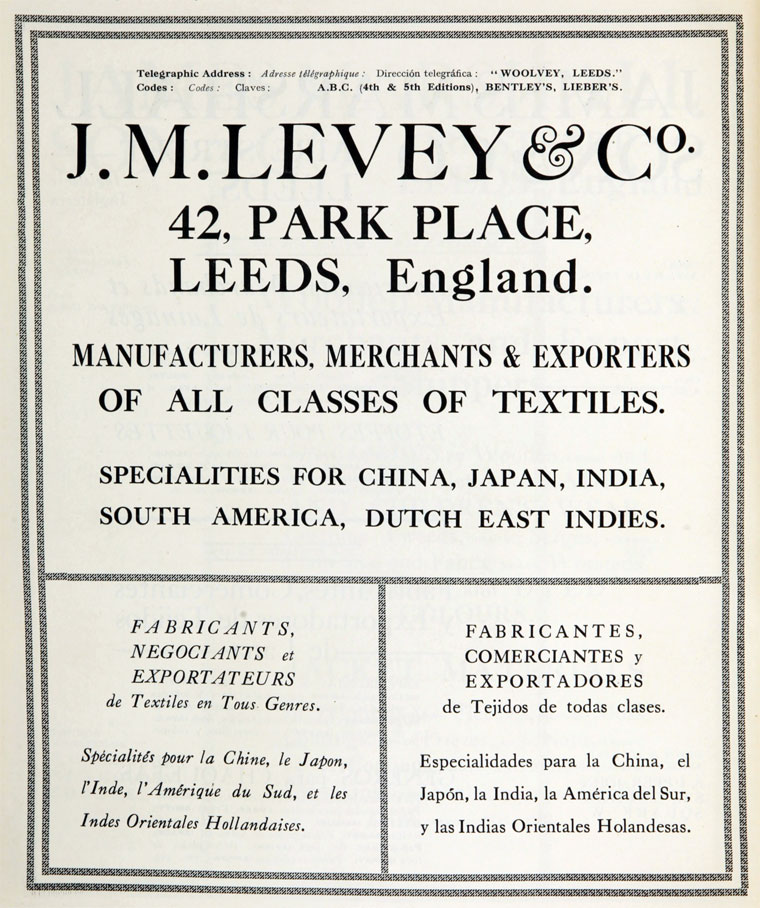 Telegraphic Address : Adresse télégraphique : Dirección telegráfica : "WOOLVEY, LEEDS."
Codes : Codes : Claves : A.B.C. (4th & 5th Editions), BENTLEY'S, LIEBER'S.
J. M. LEVEY & Co.
42, PARK PLACE,
LEEDS, England.
MANUFACTURERS, MERCHANTS & EXPORTERS
OF ALL CLASSES OF TEXTILES.
SPECIALITIES FOR CHINA, JAPAN, INDIA,
SOUTH AMERICA, DUTCH EAST INDIES.
FABRICANTS,
NEGOCIANTS et
EXPORTATEURS
de Textiles en Tous Genres.
Spécialités pour la Chine, le Japon,
l'Inde, l'Amérique du Sud, et les
Indes Orientales Hollandaises.
FABRICANTES,
COMERCIANTES y
EXPORTADORES
de Tejidos de todas clases.
Especialidades para la China, el
Japón, la India, la América del Sur,
y las Indias Orientales Holandesas.